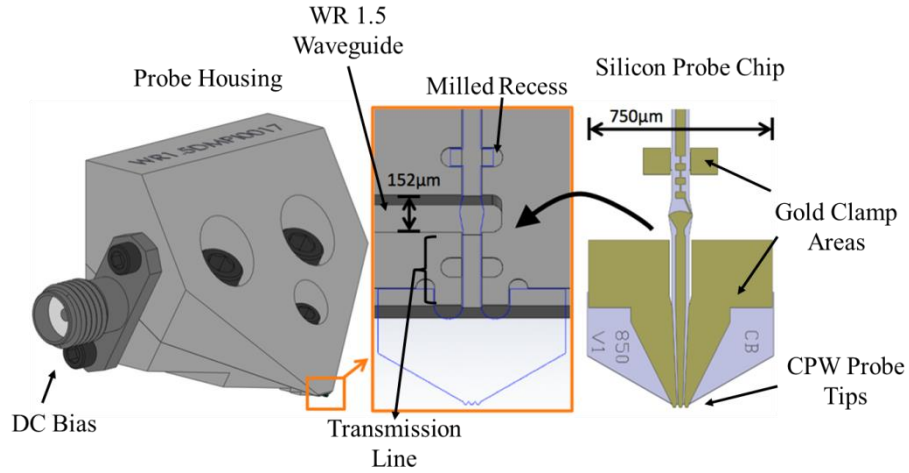 WR 1.5
Waveguide
Probe Housing
Milled Recess
Silicon Probe Chip
WR1.5DMPI0017
750µm
152µm
Gold Clamp
Areas
850
V1
CB
CPW Probe
Tips
DC Bias
Transmission
Line